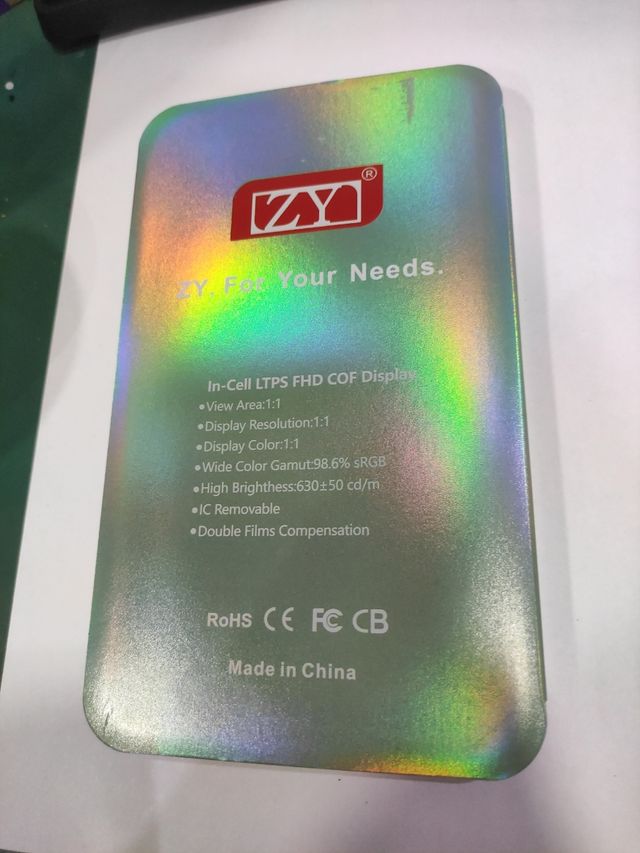 ZY®
ZY. For Your Needs.
In-Cell LTPS FHD COF Display
•View Area:1:1
•Display Resolution:1:1
•Display Color:1:1
•Wide Color Gamut:98.6% sRGB
•High Brighthess:630±50 cd/m
•IC Removable
•Double Films Compensation
RoHS CE FC CB
Made in China